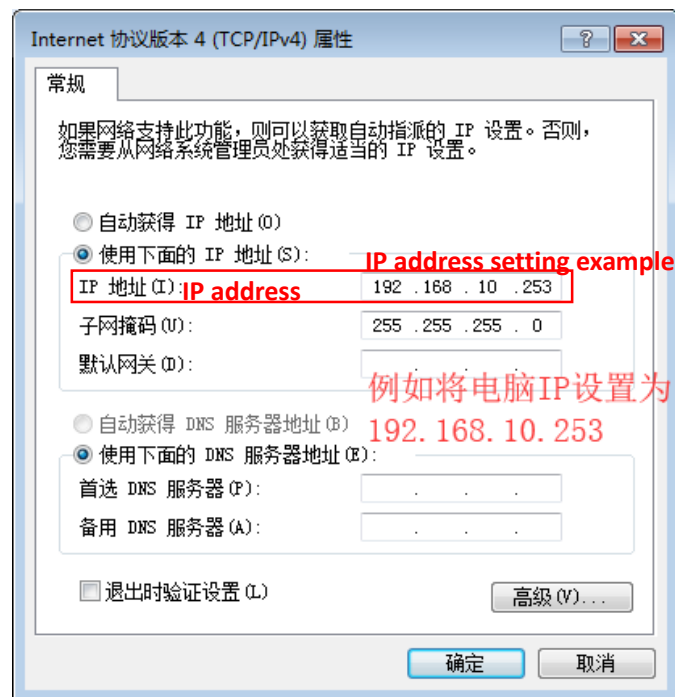 Internet 协议版本 4 (TCP/IPv4) 属性
常规
如果网络支持此功能，则可以获取自动指派的 IP 设置。否则，
您需要从网络系统管理员处获得适当的 IP 设置。
自动获得 IP 地址(O)
使用下面的 IP 地址(S):
IP address setting example
IP 地址(I): IP address 192 .168 . 10 .253
子网掩码(U): 255 .255 .255 . 0
默认网关(D): . . .
例如将电脑IP设置为
192.168.10.253
自动获得 DNS 服务器地址(B)
使用下面的 DNS 服务器地址(E):
首选 DNS 服务器(P): . . .
备用 DNS 服务器(A): . . .
退出时验证设置(L)
高级(V)...
确定 取消